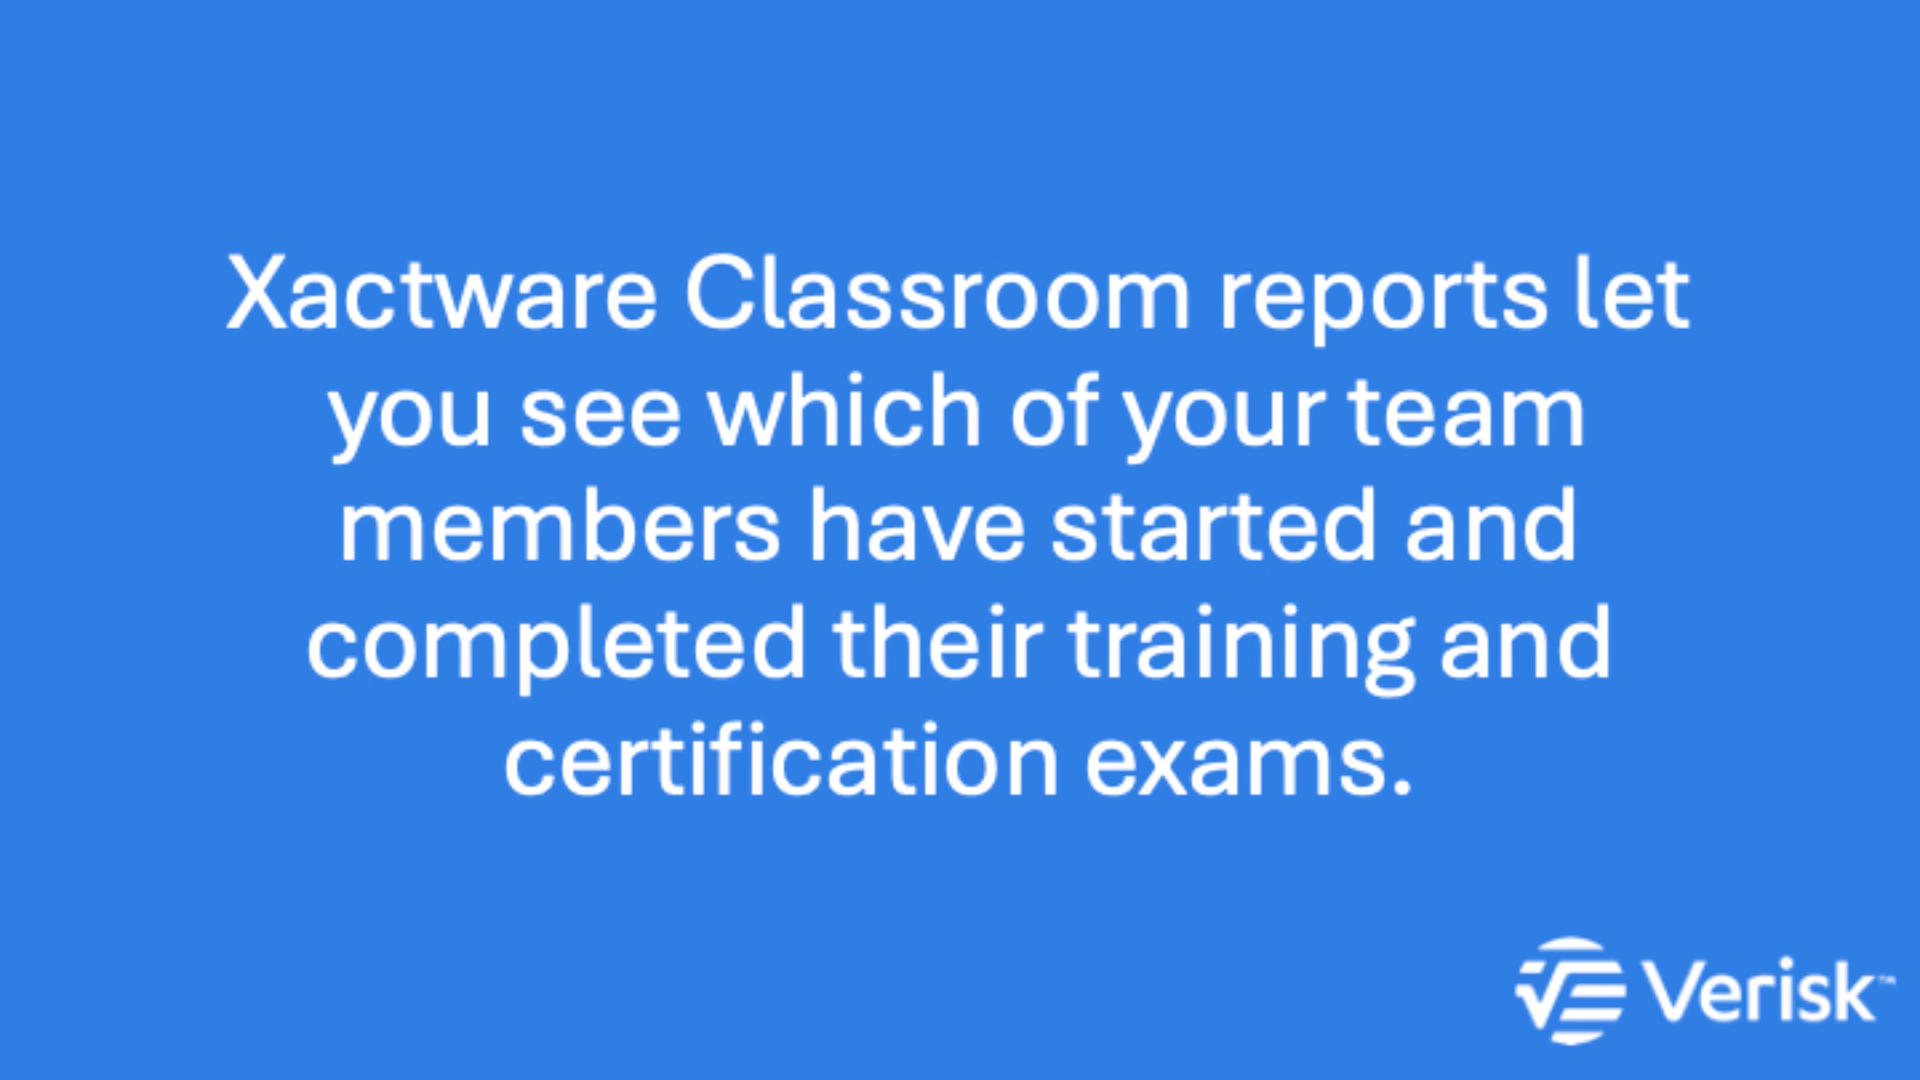 Xactware Classroom reports let
you see which of your team
members have started and
completed their training and
certification exams.
Verisk™